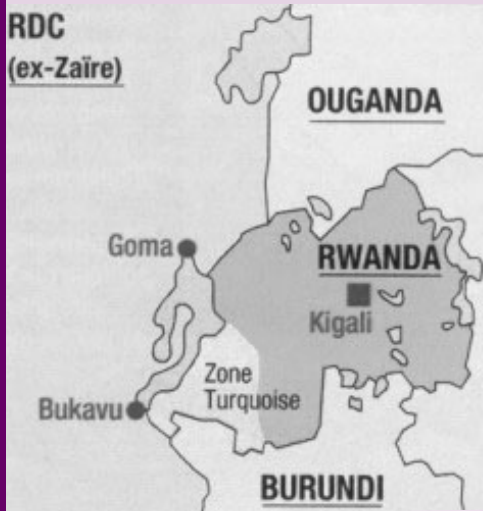 RDC
(ex-Zaïre)
OUGANDA
Goma
RWANDA
Kigali
Zone
Turquoise
Bukavu
BURUNDI